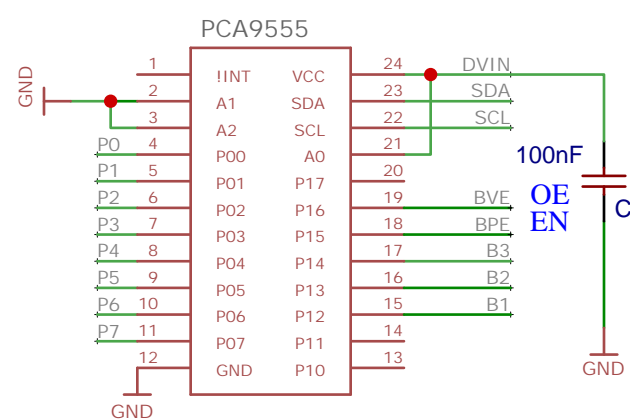 PCA9555
1 !INT VCC 24 DVIN
GND 2 A1 SDA 23 SDA
3 A2 SCL 22 SCL
P0 4 P00 A0 21
P1 5 P01 P17 20
100nF
P2 6 P02 P16 19 BVE OE
C
P3 7 P03 P15 18 BPE EN
P4 8 P04 P14 17 B3
P5 9 P05 P13 16 B2
P6 10 P06 P12 15 B1
P7 11 P07 P11 14
12 GND P10 13
GND
GND